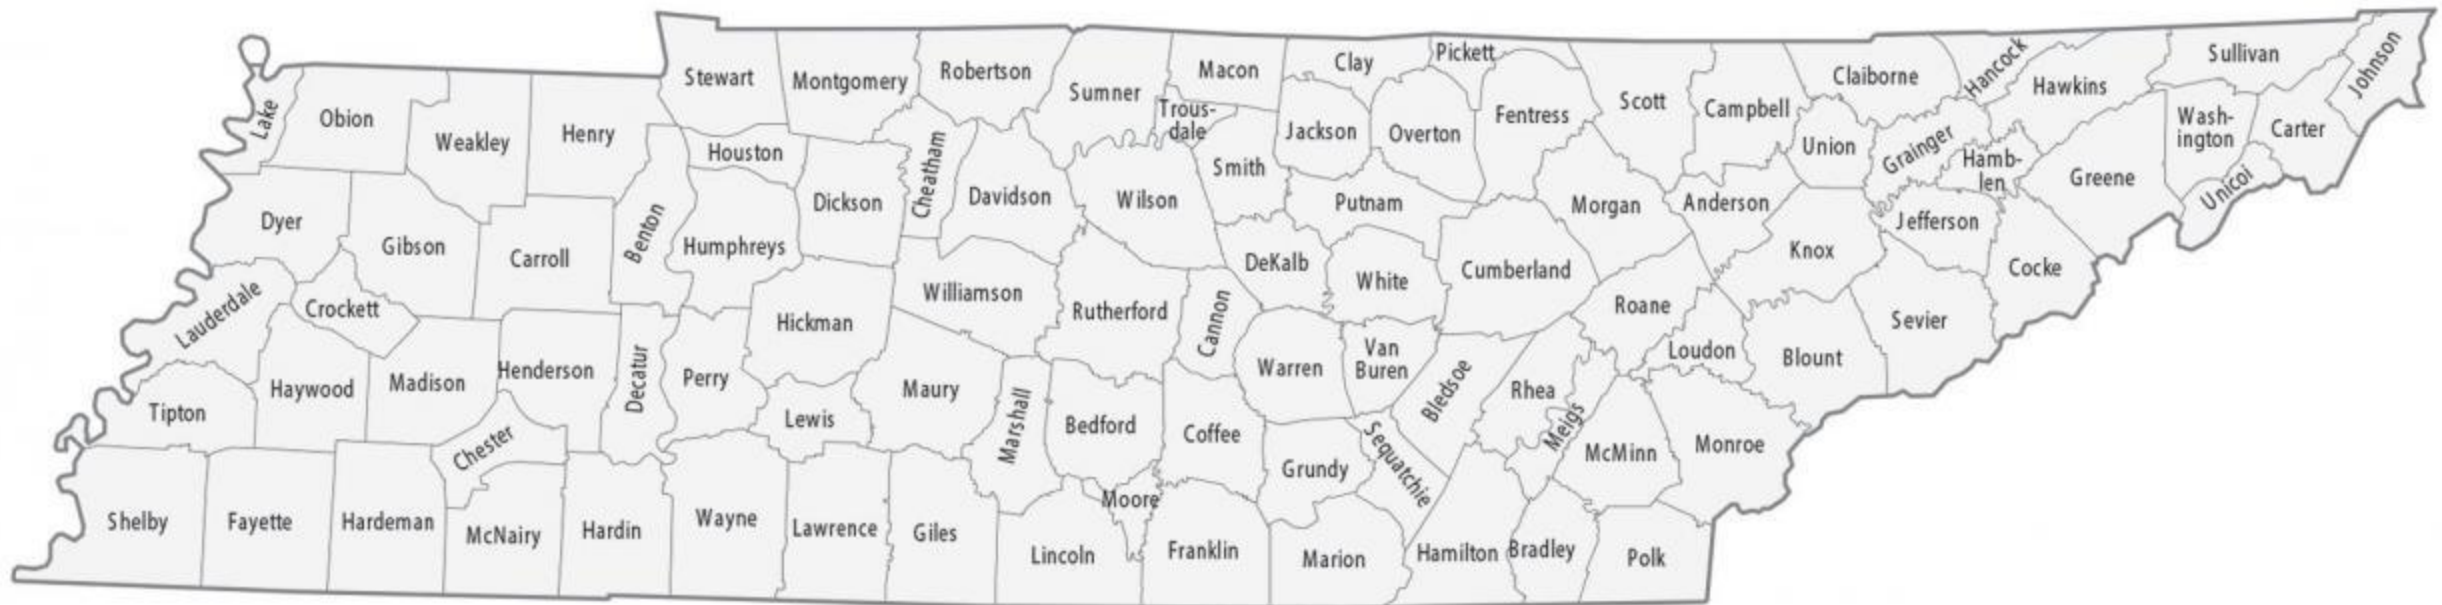 Stewart
Montgomery
Robertson
Sumner
Macon
Clay
Pickett
Fentress
Scott
Campbell
Claiborne
Hancock
Hawkins
Sullivan
Johnson
Lake
Obion
Weakley
Henry
Houston
Dickson
Cheatham
Davidson
Wilson
Trous-
dale
Smith
Jackson
Overton
Putnam
Morgan
Anderson
Union
Grainger
Hamb-
len
Greene
Wash-
ington
Carter
Unicoi
Dyer
Gibson
Carroll
Benton
Humphreys
Williamson
Rutherford
Cannon
DeKalb
White
Cumberland
Roane
Knox
Jefferson
Cocke
Lauderdale
Crockett
Hickman
Loudon
Blount
Sevier
Tipton
Haywood
Madison
Henderson
Decatur
Perry
Lewis
Maury
Marshall
Bedford
Coffee
Warren
Van
Buren
Bledsoe
Rhea
Meigs
McMinn
Monroe
Chester
Moore
Grundy
Sequatchie
Shelby
Fayette
Hardeman
McNairy
Hardin
Wayne
Lawrence
Giles
Lincoln
Franklin
Marion
Hamilton
Bradley
Polk